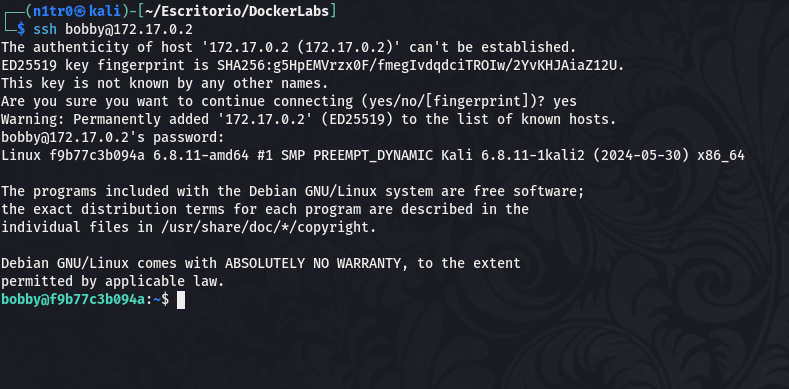 ┌──(n1tr0㉿kali)-[~/Escritorio/DockerLabs]
└─$ ssh bobby@172.17.0.2
The authenticity of host '172.17.0.2 (172.17.0.2)' can't be established.
ED25519 key fingerprint is SHA256:g5HpEMVrzx0F/fmegIvdqdciTROIw/2YvKHJAiaZ12U.
This key is not known by any other names.
Are you sure you want to continue connecting (yes/no/[fingerprint])? yes
Warning: Permanently added '172.17.0.2' (ED25519) to the list of known hosts.
bobby@172.17.0.2's password:
Linux f9b77c3b094a 6.8.11-amd64 #1 SMP PREEMPT_DYNAMIC Kali 6.8.11-1kali2 (2024-05-30) x86_64
The programs included with the Debian GNU/Linux system are free software;
the exact distribution terms for each program are described in the
individual files in /usr/share/doc/*/copyright.
Debian GNU/Linux comes with ABSOLUTELY NO WARRANTY, to the extent
permitted by applicable law.
bobby@f9b77c3b094a:~$